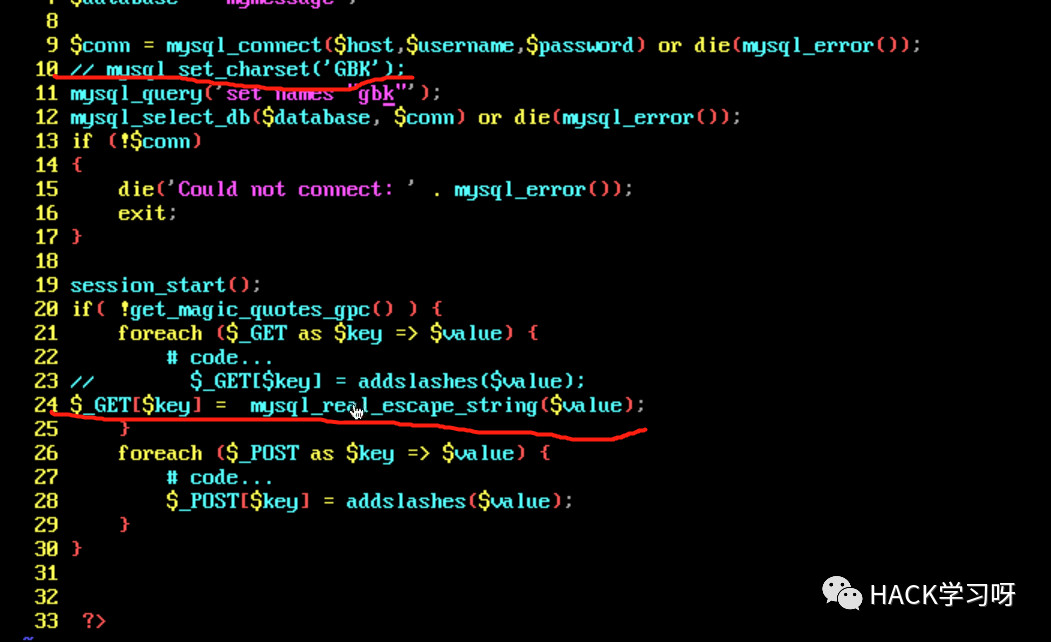 $database = "mymessage";
8
9 $conn = mysql_connect($host,$username,$password) or die(mysql_error());
10 // mysql_set_charset('GBK');
11 mysql_query('set names "gbk"');
12 mysql_select_db($database, $conn) or die(mysql_error());
13 if (!$conn)
14 {
15     die('Could not connect: ' . mysql_error());
16     exit;
17 }
18
19 session_start();
20 if( !get_magic_quotes_gpc() ) {
21     foreach ($_GET as $key => $value) {
22         # code...
23 //        $_GET[$key] = addslashes($value);
24 $_GET[$key] =  mysql_real_escape_string($value);
25     }
26     foreach ($_POST as $key => $value) {
27         # code...
28         $_POST[$key] = addslashes($value);
29     }
30 }
31
32
33  ?>
~
HACK学习呀